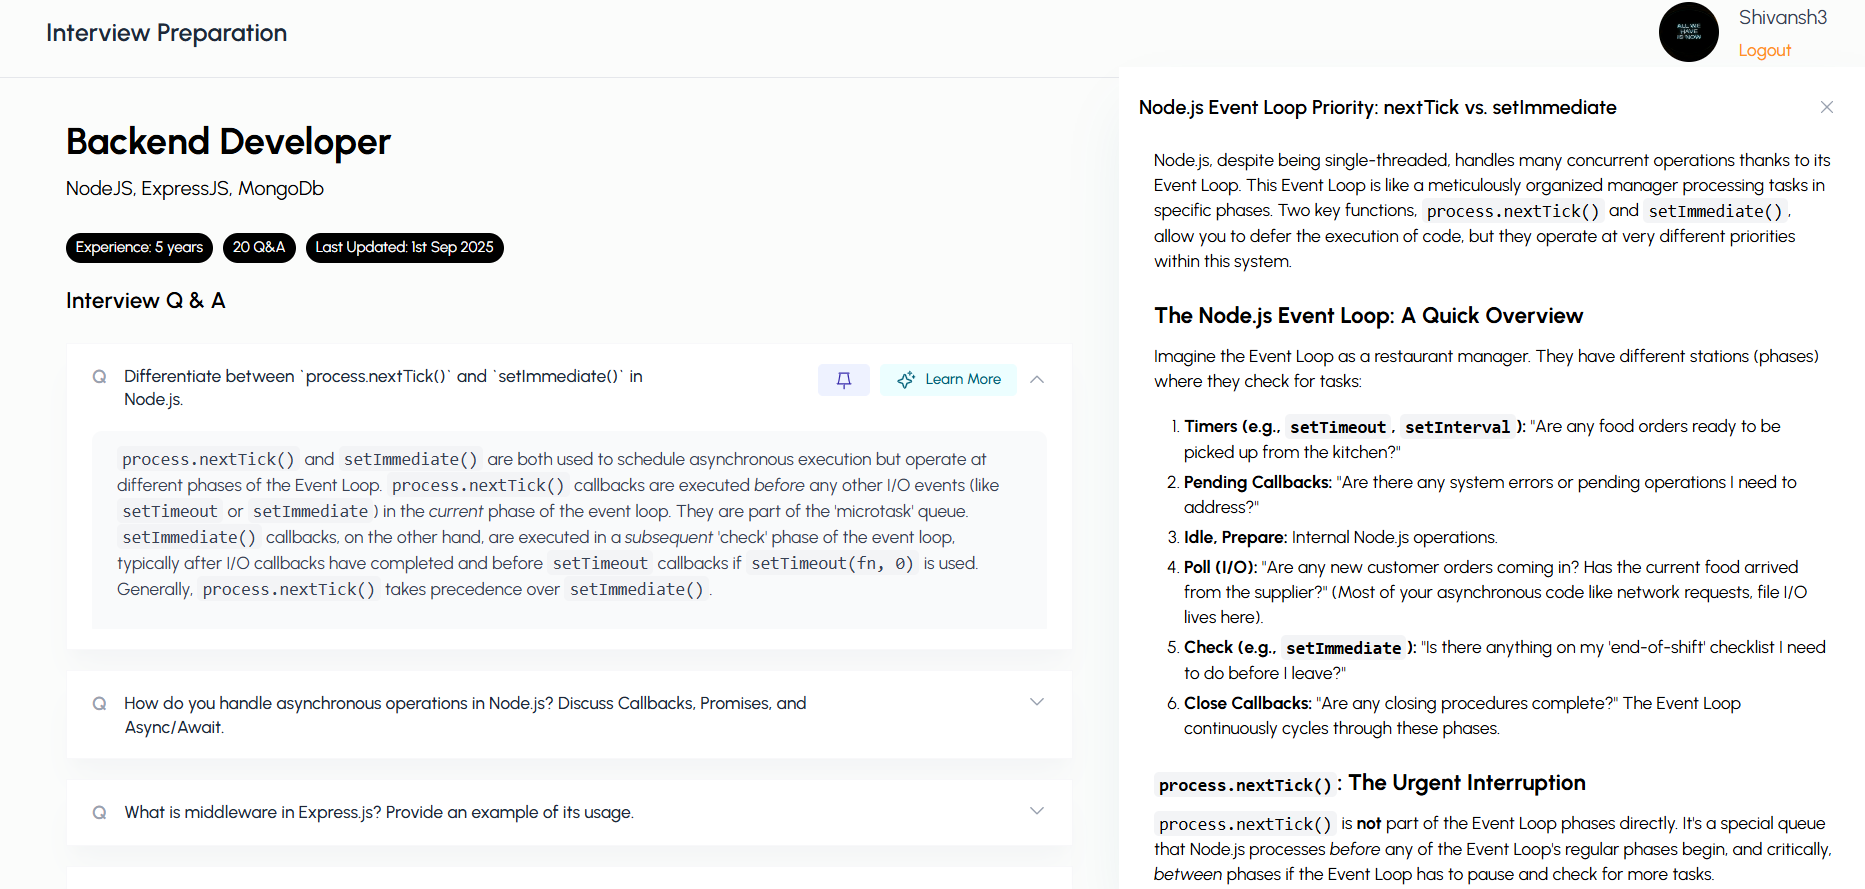 Interview Preparation
ALL WE
HAVE
IS NOW
Shivansh3
Logout
Backend Developer
NodeJS, ExpressJS, MongoDb
Experience: 5 years
20 Q&A
Last Updated: 1st Sep 2025
Interview Q & A
Q
Differentiate between `process.nextTick()` and `setImmediate()` in
Node.js.
Learn More
process.nextTick() and setImmediate() are both used to schedule asynchronous execution but operate at
different phases of the Event Loop. process.nextTick() callbacks are executed before any other I/O events (like
setTimeout or setImmediate ) in the current phase of the event loop. They are part of the 'microtask' queue.
setImmediate() callbacks, on the other hand, are executed in a subsequent 'check' phase of the event loop,
typically after I/O callbacks have completed and before setTimeout callbacks if setTimeout(fn, 0) is used.
Generally, process.nextTick() takes precedence over setImmediate() .
Q
How do you handle asynchronous operations in Node.js? Discuss Callbacks, Promises, and
Async/Await.
Q
What is middleware in Express.js? Provide an example of its usage.
Node.js Event Loop Priority: nextTick vs. setImmediate
Node.js, despite being single-threaded, handles many concurrent operations thanks to its
Event Loop. This Event Loop is like a meticulously organized manager processing tasks in
specific phases. Two key functions, process.nextTick() and setImmediate() ,
allow you to defer the execution of code, but they operate at very different priorities
within this system.
The Node.js Event Loop: A Quick Overview
Imagine the Event Loop as a restaurant manager. They have different stations (phases)
where they check for tasks:
1. Timers (e.g., setTimeout , setInterval ): "Are any food orders ready to be
picked up from the kitchen?"
2. Pending Callbacks: "Are there any system errors or pending operations I need to
address?"
3. Idle, Prepare: Internal Node.js operations.
4. Poll (I/O): "Are any new customer orders coming in? Has the current food arrived
from the supplier?" (Most of your asynchronous code like network requests, file I/O
lives here).
5. Check (e.g., setImmediate ): "Is there anything on my 'end-of-shift' checklist I need
to do before I leave?"
6. Close Callbacks: "Are any closing procedures complete?" The Event Loop
continuously cycles through these phases.
process.nextTick() : The Urgent Interruption
process.nextTick() is not part of the Event Loop phases directly. It's a special queue
that Node.js processes before any of the Event Loop's regular phases begin, and critically,
between phases if the Event Loop has to pause and check for more tasks.